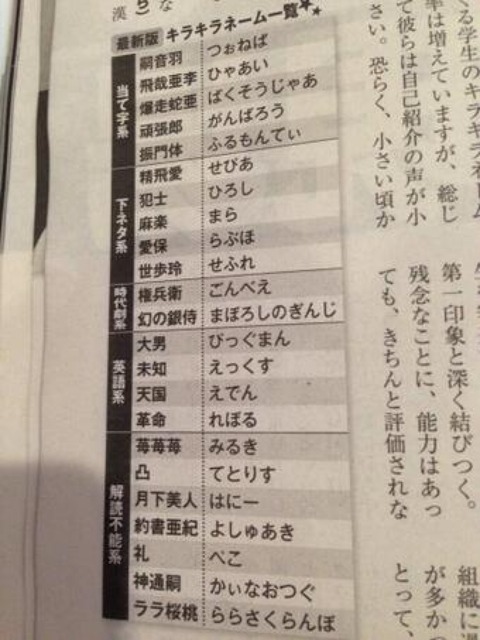 な
5)
漢
最新版 キラキラネーム一覧
当て字系
嗣音羽 つぉねば
飛哉亜李 ひゃあい
爆走蛇亜 ばくそうじゃあ
頑張郎 がんばろう
振門体 ふるもんてぃ
下ネタ系
精飛愛 せぴあ
犯士 ひろし
麻楽 まら
愛保 らぶほ
世歩玲 せふれ
時代劇系
権兵衛 ごんべえ
幻の銀侍 まぼろしのぎんじ
英語系
大男 びっぐまん
未知 えっくす
天国 えでん
革命 れぼる
解読不能系
苺苺苺 みるき
凸 てとりす
月下美人 はにー
約書亜紀 よしゅあき
礼 ぺこ
神通嗣 かぃなおつぐ
ララ桜桃 ららさくらんぼ
くる学生のキラキラネーム
率は増えていますが、総じ
て彼らは自己紹介の声が小
さい。恐らく、小さい頃か
第一印象と深く結びつく。
残念なことに、能力はあっ
ても、きちんと評価されな
組織に
が多か
とって、